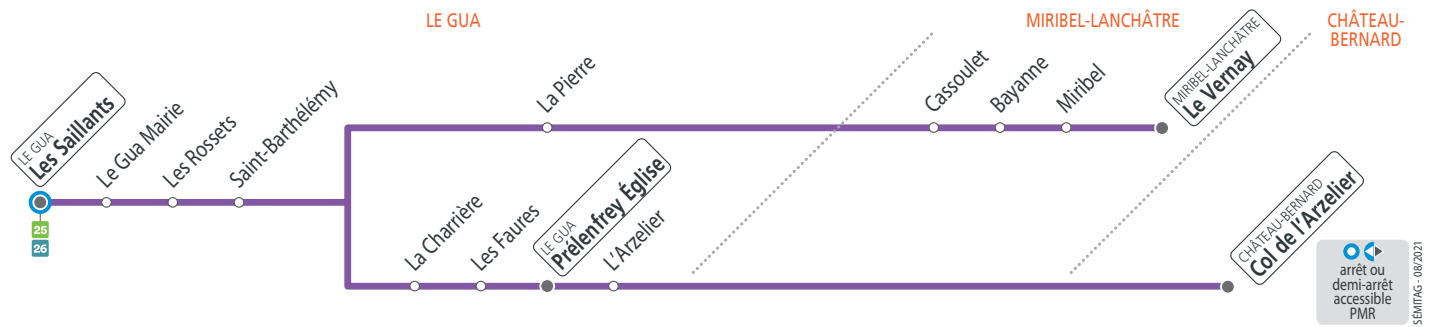 LE GUA
MIRIBEL-LANCHÂTRE
CHÂTEAU-
BERNARD
LE GUA
Les Saillants
Le Gua Mairie
Les Rossets
Saint-Barthélémy
La Pierre
Cassoulet
Bayanne
Miribel
MIRIBEL-LANCHÂTRE
Le Vernay
25
26
La Charrière
Les Faures
LE GUA
Prélenfrey Église
L'Arzelier
CHÂTEAU-BERNARD
Col de l'Arzelier
arrêt ou
demi-arrêt
accessible
PMR
SÉMITAG - 08/2021